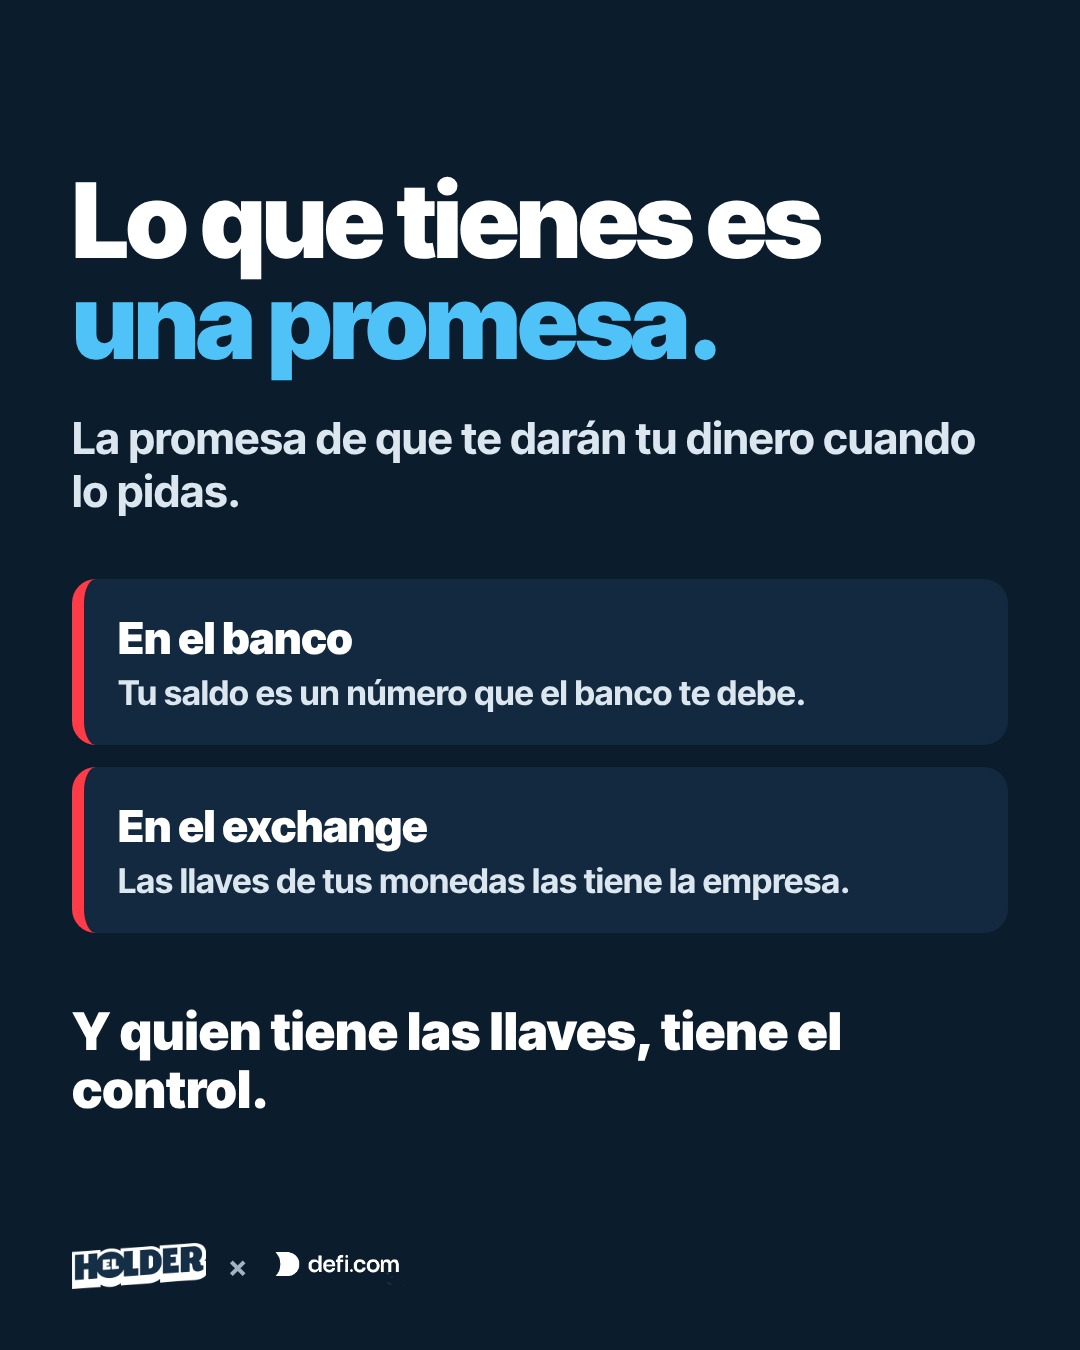 Lo que tienes es
una promesa.
La promesa de que te darán tu dinero cuando
lo pidas.
En el banco
Tu saldo es un número que el banco te debe.
En el exchange
Las llaves de tus monedas las tiene la empresa.
Y quien tiene las llaves, tiene el
control.
EL HOLDER × defi.com